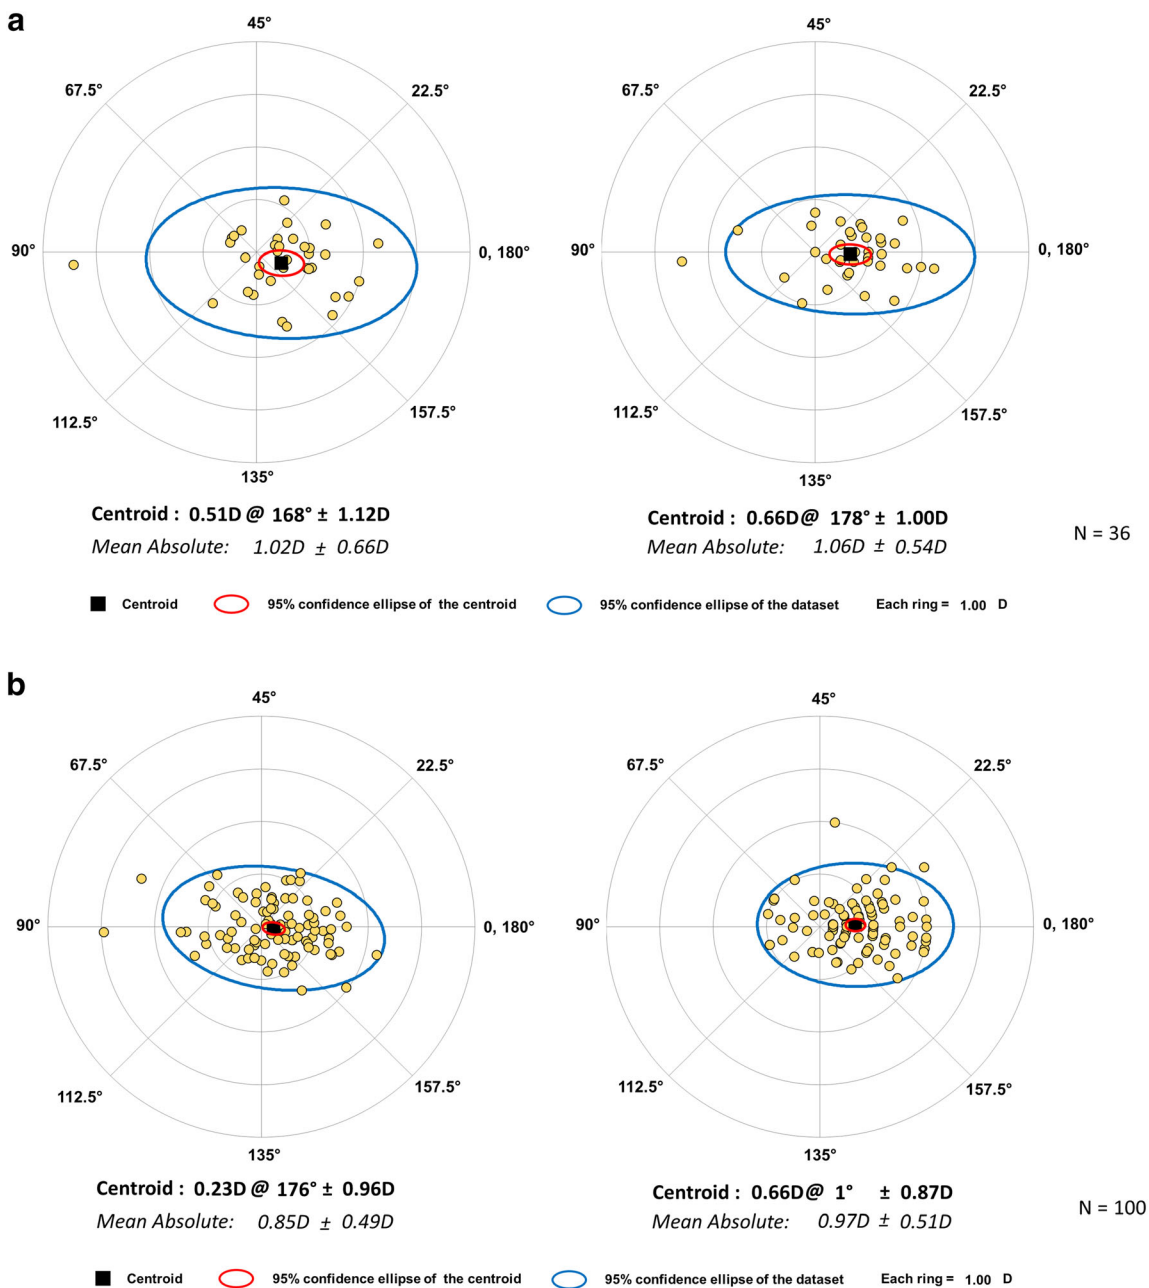 a
45° 45°
67.5° 22.5° 67.5° 22.5°
90° 0, 180° 90° 0, 180°
112.5° 157.5° 112.5° 157.5°
135° 135°
Centroid : 0.51D @ 168° ± 1.12D Centroid : 0.66D @ 178° ± 1.00D
Mean Absolute: 1.02D ± 0.66D Mean Absolute: 1.06D ± 0.54D N = 36
Centroid 95% confidence ellipse of the centroid 95% confidence ellipse of the dataset Each ring = 1.00 D
b
45° 45°
67.5° 22.5° 67.5° 22.5°
90° 0, 180° 90° 0, 180°
112.5° 157.5° 112.5° 157.5°
135° 135°
Centroid : 0.23D @ 176° ± 0.96D Centroid : 0.66D @ 1° ± 0.87D
Mean Absolute: 0.85D ± 0.49D Mean Absolute: 0.97D ± 0.51D N = 100
Centroid 95% confidence ellipse of the centroid 95% confidence ellipse of the dataset Each ring = 1.00 D